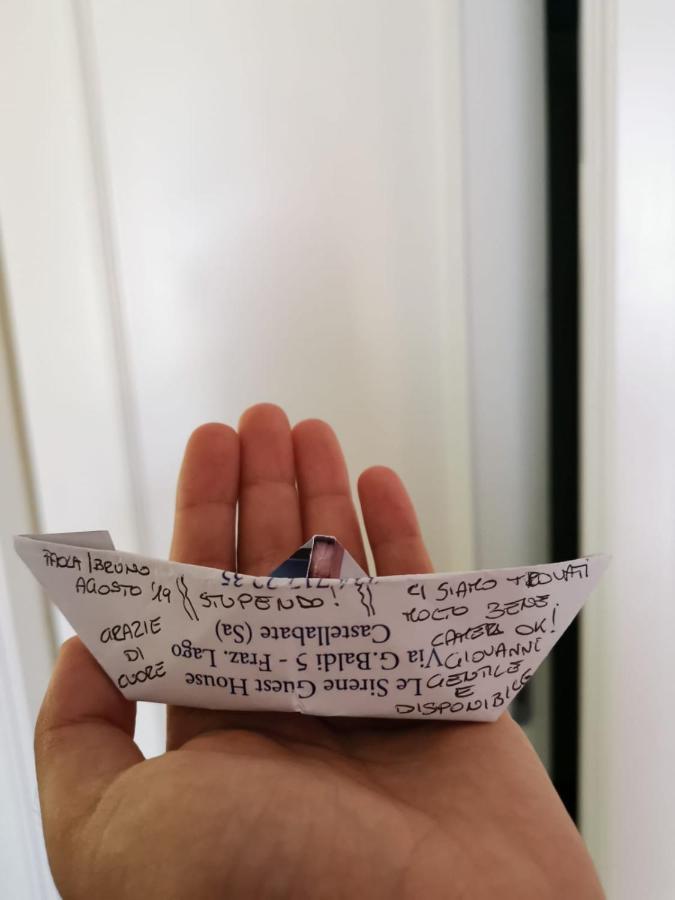 PAOLA / BRUNO
AGOSTO '19
GRAZIE
DI
CUORE
STUPENDO!
CI SIAMO TROVATI
MOLTO BENE
CAMERA OK!
GIOVANNI
GENTILE
E
DISPONIBILE
Le Sirene Guest House
Via G.Baldi 5 - Fraz. Lago
Castellabate (Sa)